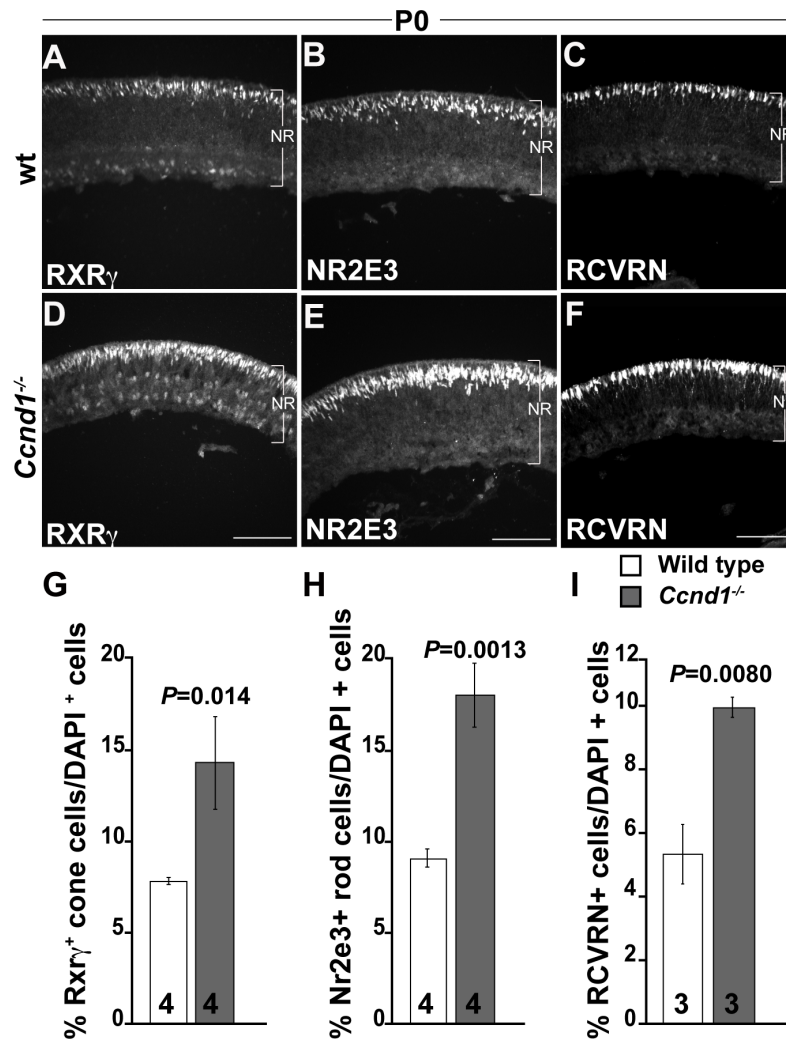 P0
A
B
C
wt
NR
NR
NR
RXRγ
NR2E3
RCVRN
D
E
F
Ccnd1-/-
NR
NR
N
RXRγ
NR2E3
RCVRN
Wild type
Ccnd1-/-
G
H
I
% Rxrγ+ cone cells/DAPI + cells
20
15
10
5
0
P=0.014
4
4
% Nr2e3+ rod cells/DAPI + cells
20
15
10
5
0
P=0.0013
4
4
% RCVRN+ cells/DAPI + cells
12
10
8
6
4
2
0
P=0.0080
3
3